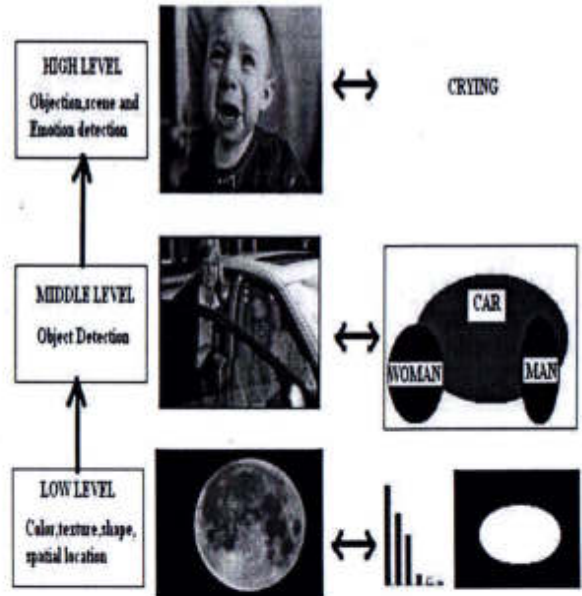 HIGH LEVEL
Objection,scene and
Emotion detection
CRYING
MIDDLE LEVEL
Object Detection
CAR
WOMAN
MAN
LOW LEVEL
Color,texture,shape,
spatial location